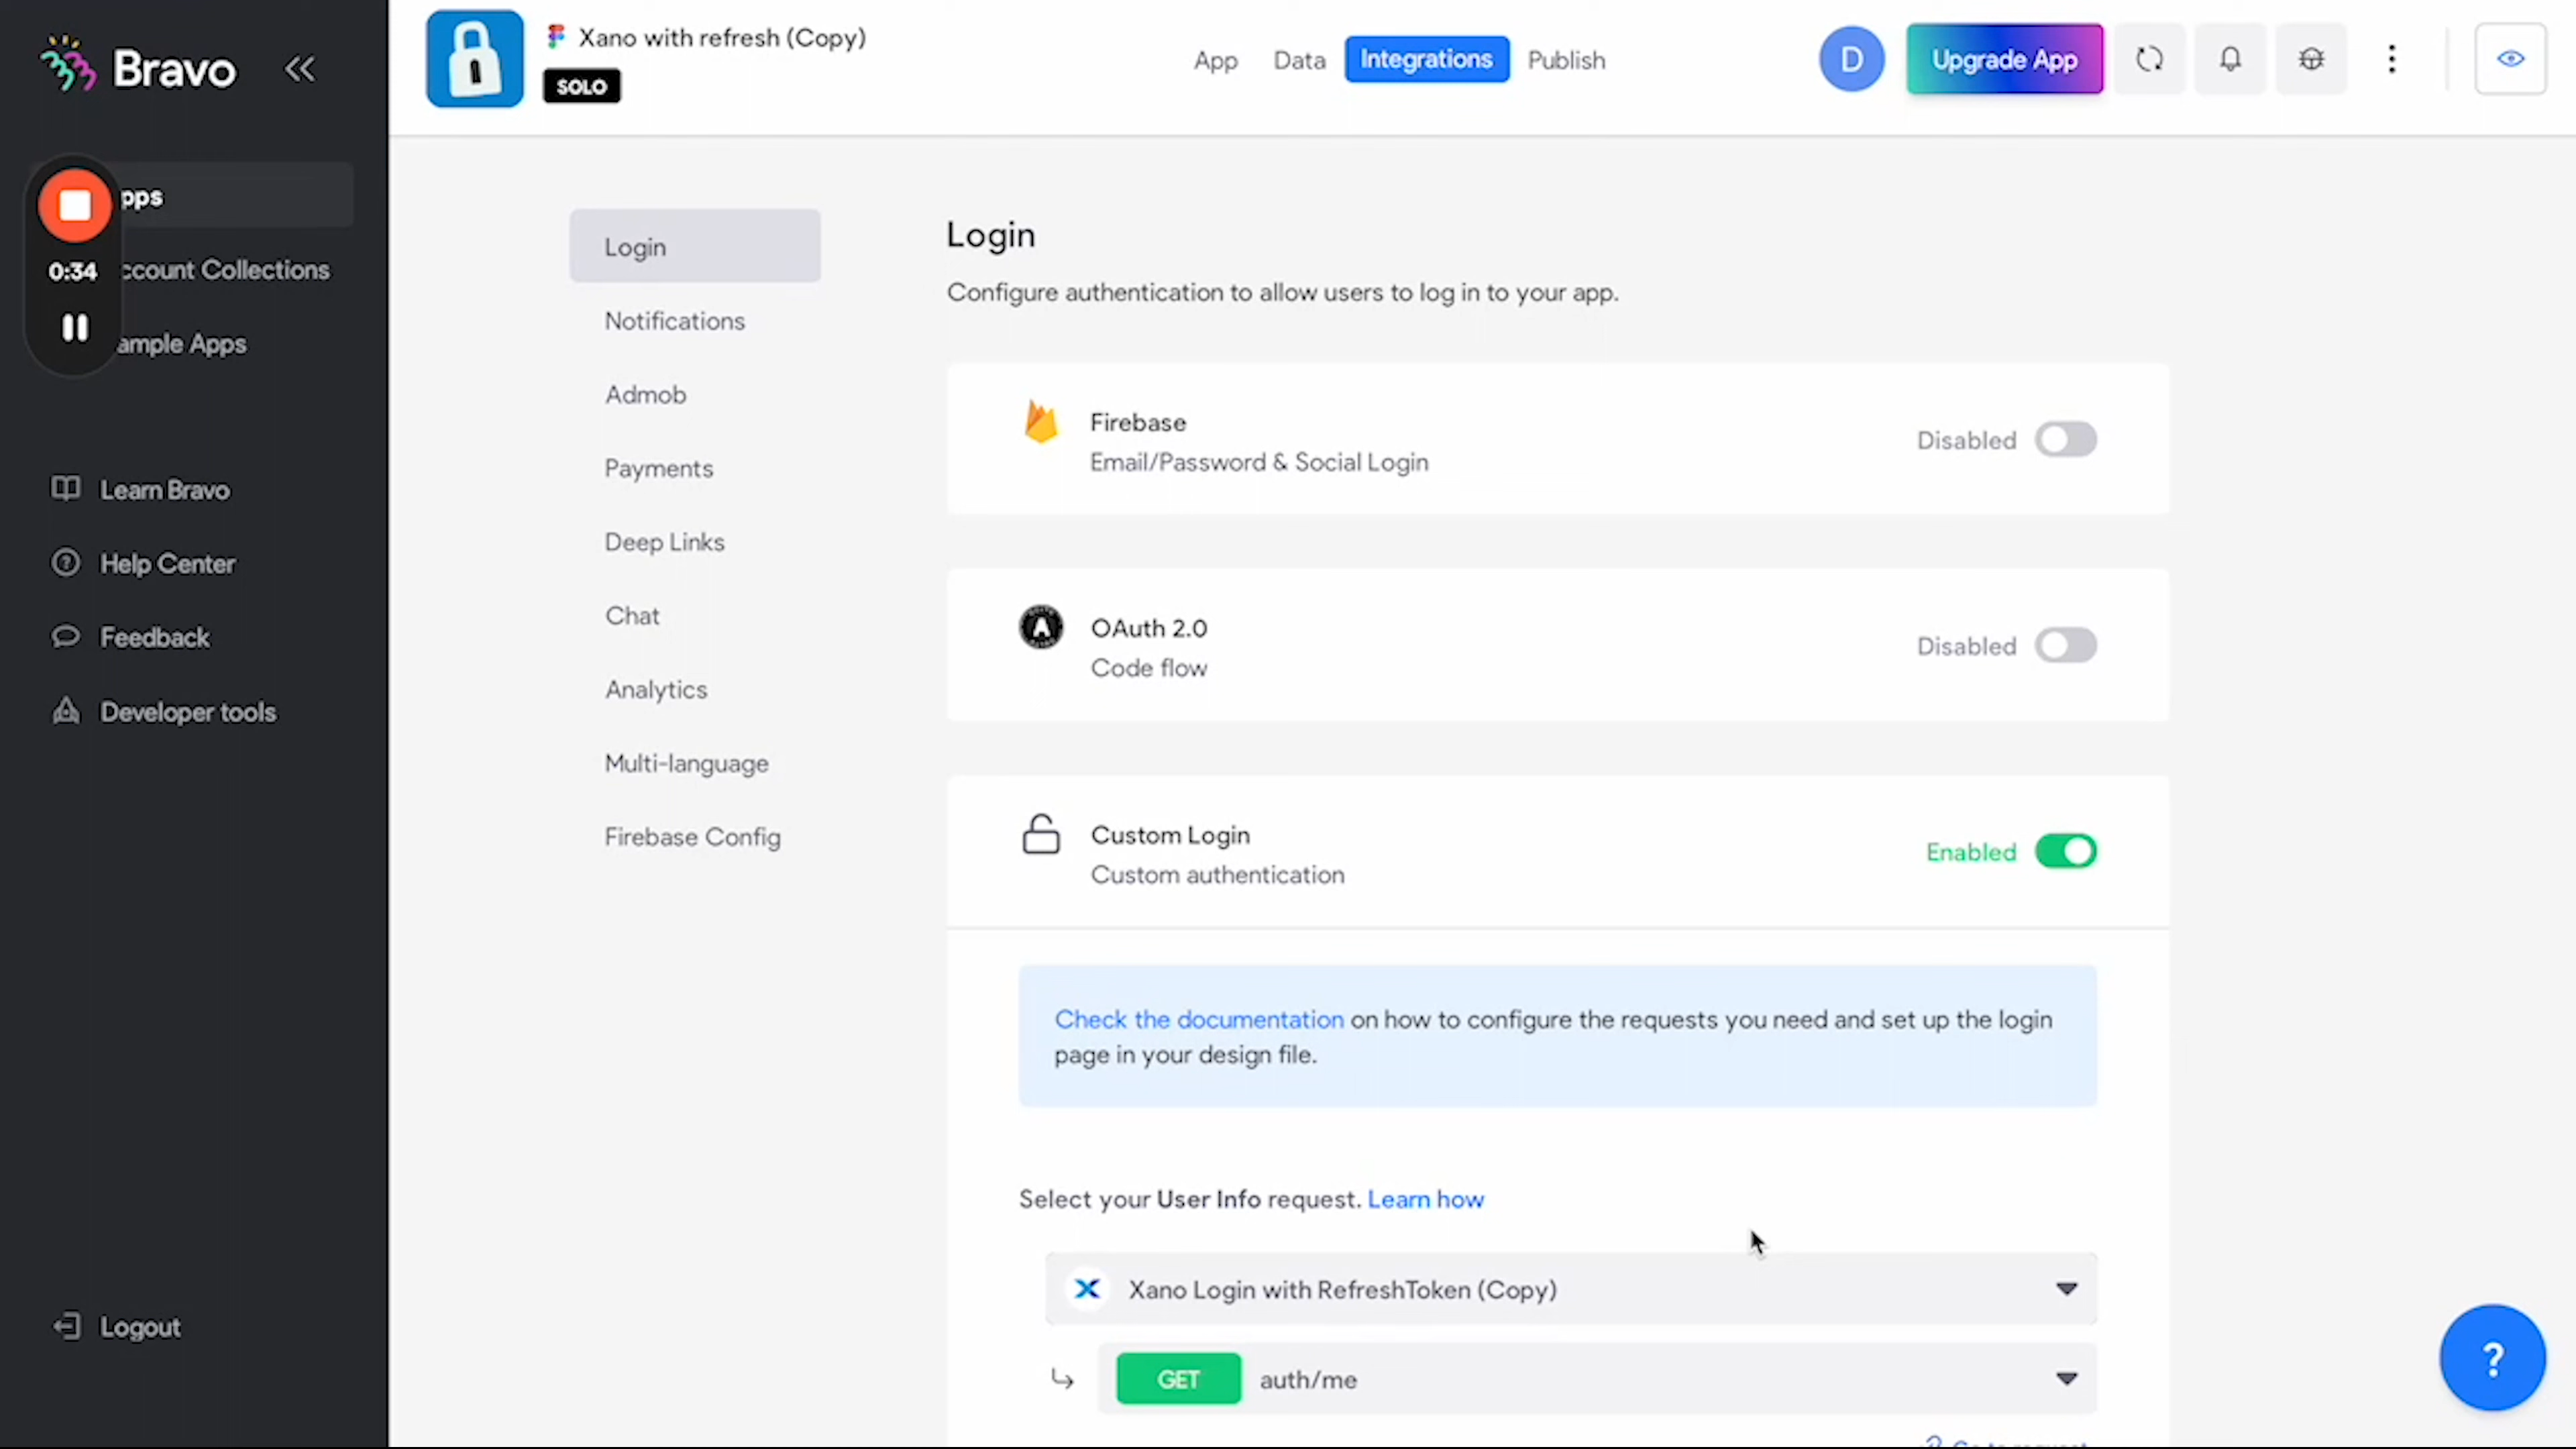 Bravo
Xano with refresh (Copy)
SOLO
App
Data
Integrations
Publish
D
Upgrade App
0:34
pps
ccount Collections
ample Apps
Learn Bravo
Help Center
Feedback
Developer tools
Logout
Login
Notifications
Admob
Payments
Deep Links
Chat
Analytics
Multi-language
Firebase Config
Login
Configure authentication to allow users to log in to your app.
Firebase
Email/Password & Social Login
Disabled
OAuth 2.0
Code flow
Disabled
Custom Login
Custom authentication
Enabled
Check the documentation on how to configure the requests you need and set up the login
page in your design file.
Select your User Info request. Learn how
Xano Login with RefreshToken (Copy)
GET auth/me
?